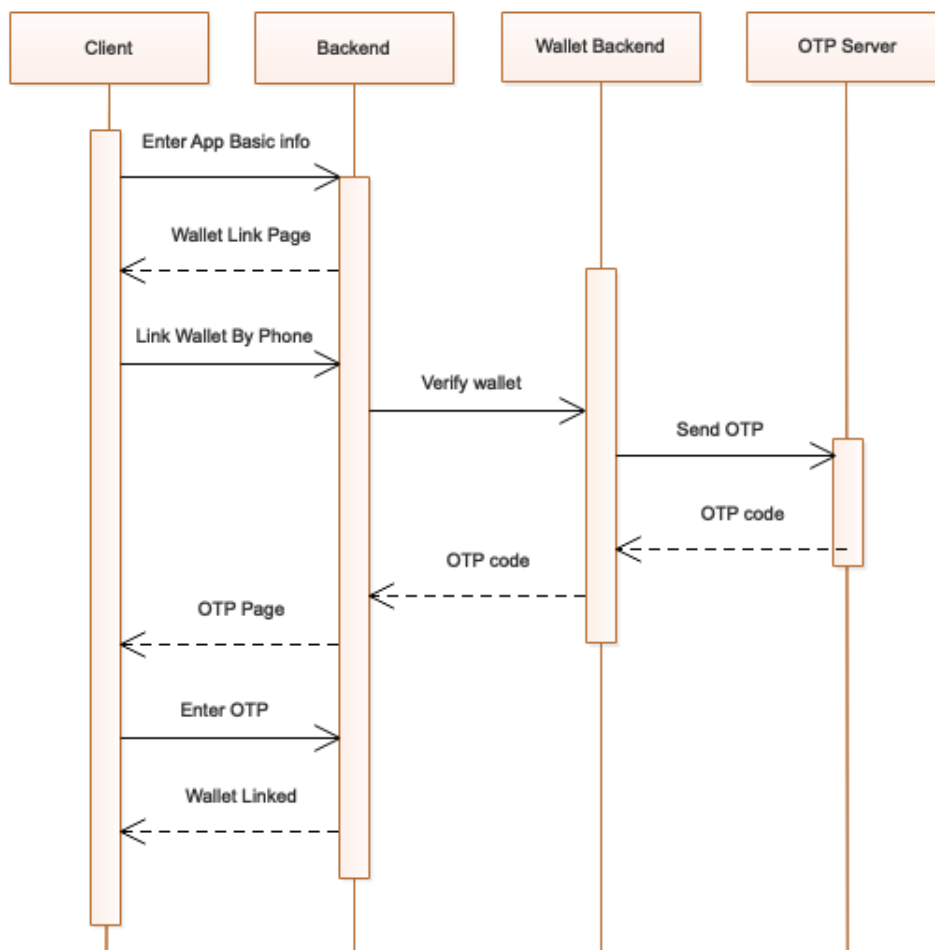 Client
Backend
Wallet Backend
OTP Server
Enter App Basic info
Wallet Link Page
Link Wallet By Phone
Verify wallet
Send OTP
OTP code
OTP code
OTP Page
Enter OTP
Wallet Linked